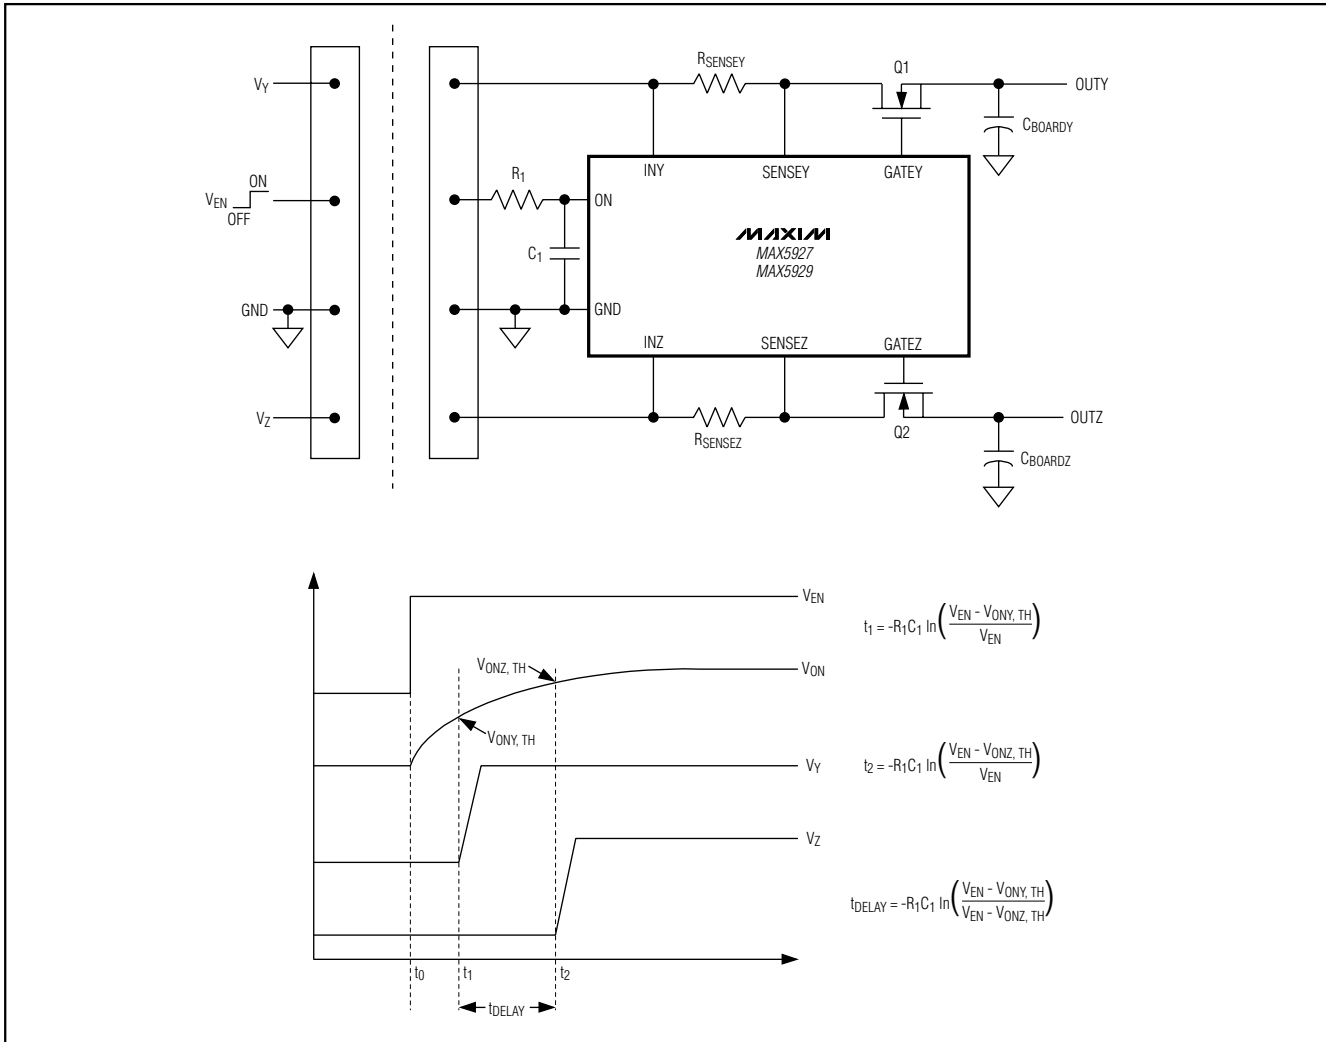 RSENSEY
Q1
VY
OUTY
CBOARDY
INY
SENSEY
GATEY
ON
VEN
OFF
R1
ON
MAXIM
MAX5927
MAX5929
C1
GND
GND
INZ
SENSEZ
GATEZ
VZ
RSENSEZ
Q2
OUTZ
CBOARDZ
VEN
t1 = -R1C1 ln(VEN - VONY, TH / VEN)
VONZ, TH
VON
VONY, TH
VY
t2 = -R1C1 ln(VEN - VONZ, TH / VEN)
VZ
tDELAY = -R1C1 ln(VEN - VONY, TH / VEN - VONZ, TH)
t0
t1
t2
tDELAY